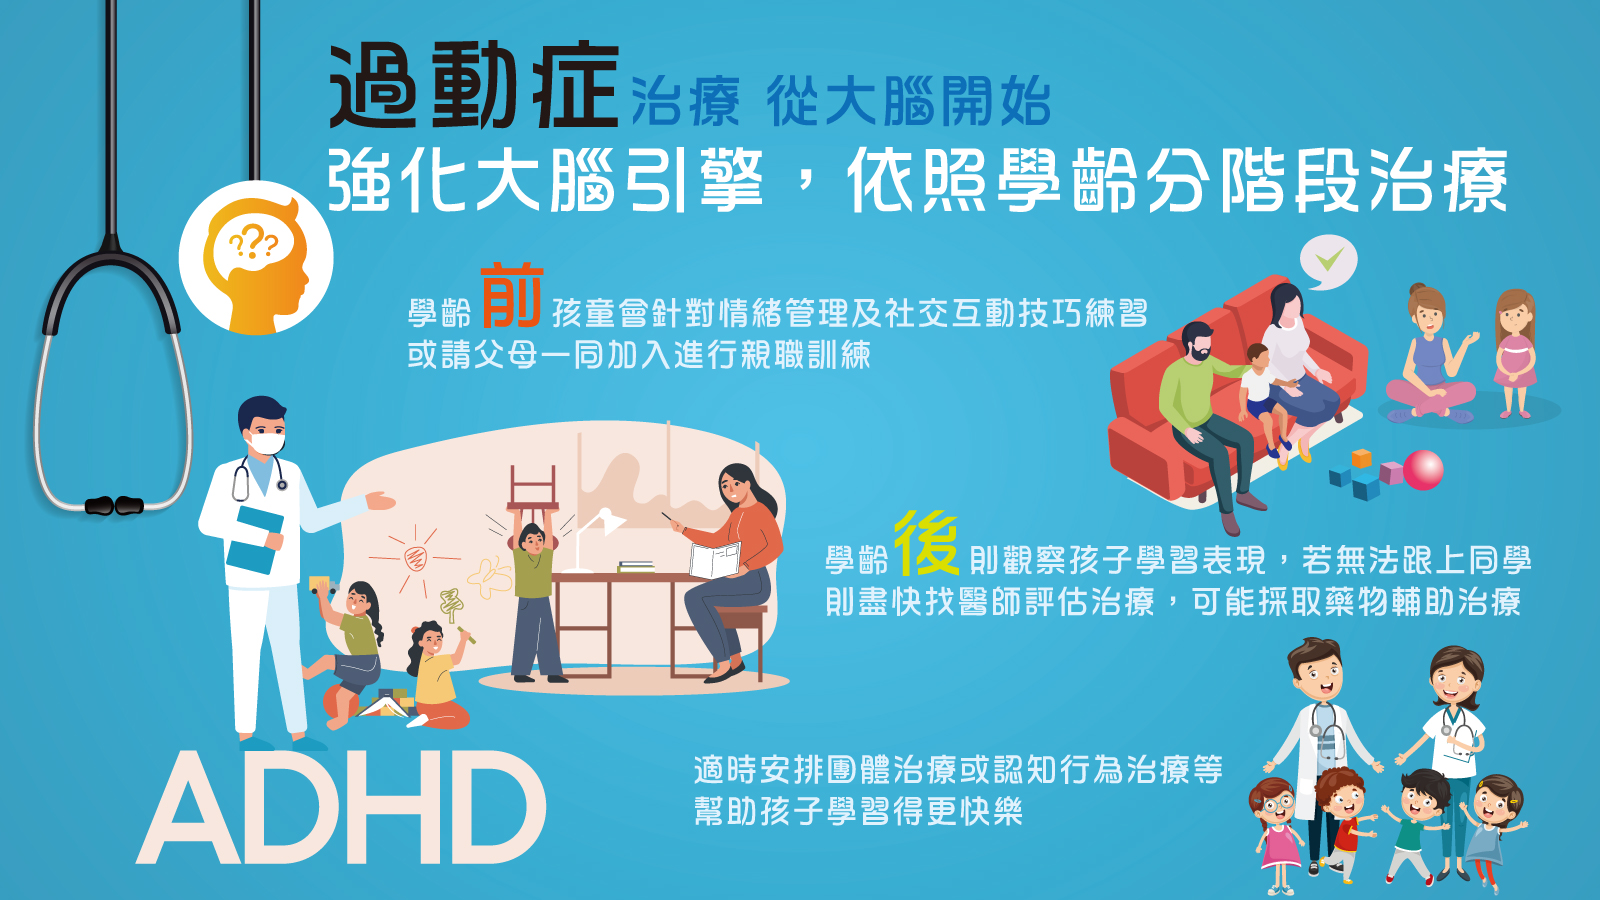 過動症 治療 從大腦開始
強化大腦引擎，依照學齡分階段治療
???
學齡前 孩童會針對情緒管理及社交互動技巧練習
或請父母一同加入進行親職訓練
學齡後 則觀察孩子學習表現，若無法跟上同學
則盡快找醫師評估治療，可能採取藥物輔助治療
ADHD
適時安排團體治療或認知行為治療等
幫助孩子學習得更快樂